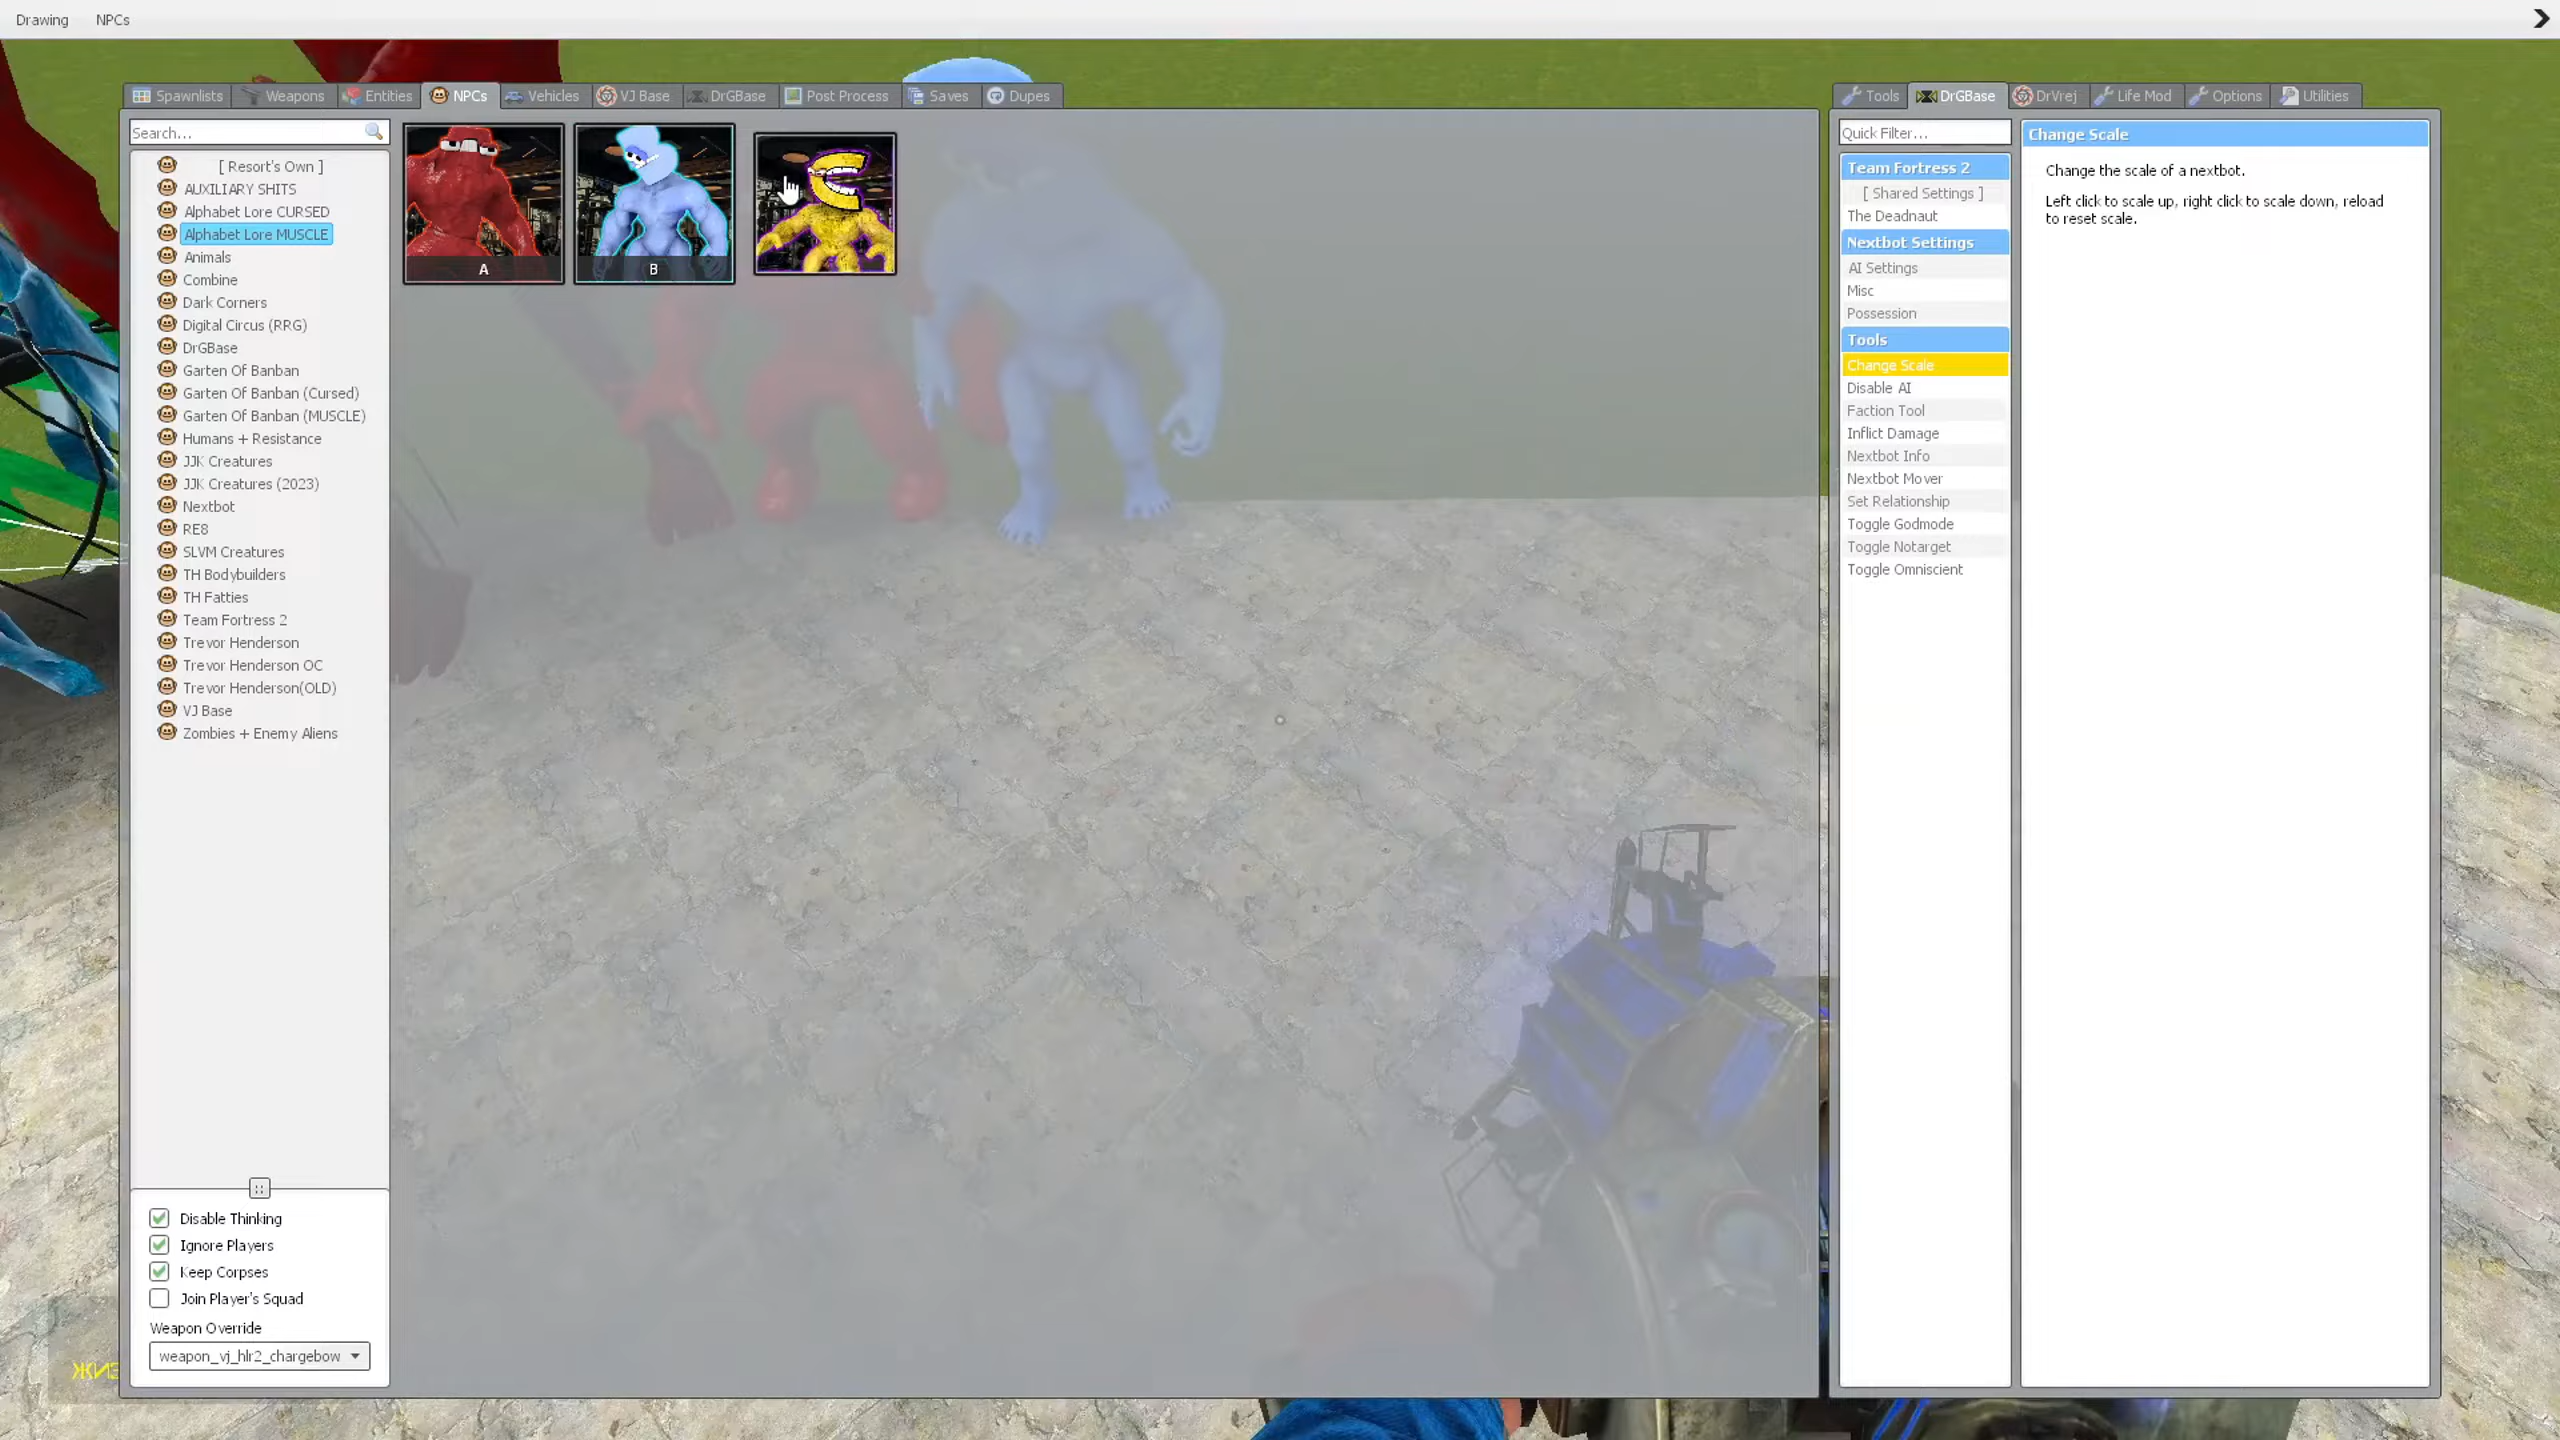 Drawing NPCs
Spawnlists Weapons Entities NPCs Vehicles VJ Base DrGBase Post Process Saves Dupes
Search...
[ Resort's Own ]
AUXILIARY SHITS
Alphabet Lore CURSED
Alphabet Lore MUSCLE
Animals
Combine
Dark Corners
Digital Circus (RRG)
DrGBase
Garten Of Banban
Garten Of Banban (Cursed)
Garten Of Banban (MUSCLE)
Humans + Resistance
JJK Creatures
JJK Creatures (2023)
Nextbot
RE8
SLVM Creatures
TH Bodybuilders
TH Fatties
Team Fortress 2
Trevor Henderson
Trevor Henderson OC
Trevor Henderson(OLD)
VJ Base
Zombies + Enemy Aliens
Disable Thinking
Ignore Players
Keep Corpses
Join Player's Squad
Weapon Override
weapon_vj_hlr2_chargebow
A B
Tools DrGBase DrVrej Life Mod Options Utilities
Quick Filter...
Team Fortress 2
[ Shared Settings ]
The Deadnaut
Nextbot Settings
AI Settings
Misc
Possession
Tools
Change Scale
Disable AI
Faction Tool
Inflict Damage
Nextbot Info
Nextbot Mover
Set Relationship
Toggle Godmode
Toggle Notarget
Toggle Omniscient
Change Scale
Change the scale of a nextbot.
Left click to scale up, right click to scale down, reload
to reset scale.